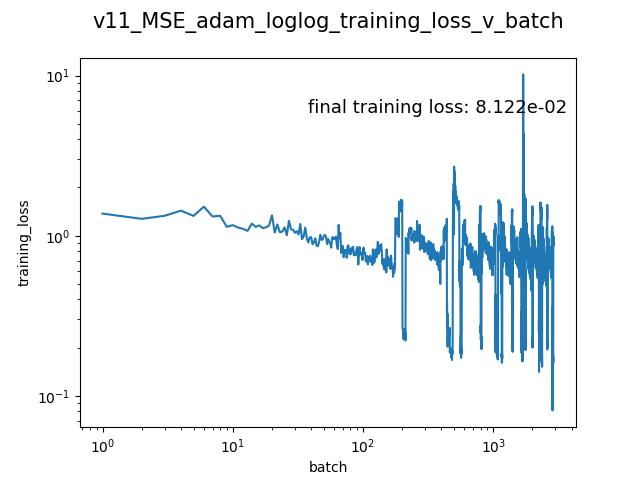 v11_MSE_adam_loglog_training_loss_v_batch
final training loss: 8.122e-02
training_loss
10¹
10⁰
10⁻¹
10⁰ 10¹ 10² 10³
batch